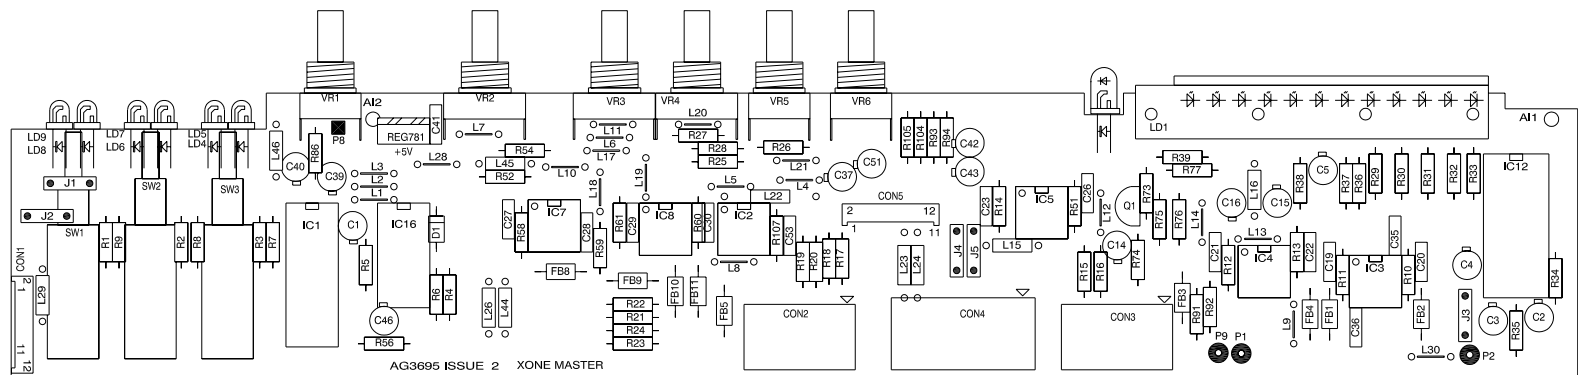 VR1
AI2
VR2
VR3
VR4
VR5
VR6
LD1
AI1
LD9
LD8
LD7
LD6
LD5
LD4
P8
REG781
+5V
C41
L7
L11
L6
L17
L20
R27
R28
R25
R26
L21
L4
C37
C51
R105
R104
R93
R94
C42
C43
L46
C40
R86
C39
L3
L2
L1
L28
L45
R52
R54
L10
L18
L19
L5
L22
J1
J2
SW1
SW2
SW3
CON1
2
1
11
12
L29
R1
R9
R2
R8
R3
R7
IC1
C1
R5
IC16
D1
R6
R4
C46
R56
C27
R58
IC7
C28
R59
FB8
L26
L44
R61
C29
IC8
R60
C30
IC2
R107
C53
L8
FB9
FB10
FB11
FB5
R22
R21
R24
R23
R19
R20
R18
R17
CON5
2
1
12
11
L23
L24
J4
J5
C23
R14
IC5
R51
C26
L15
L12
Q1
R73
R75
R76
R39
R77
L14
C14
R74
R15
R16
CON2
CON4
CON3
FB3
R91
R92
P9
P1
L16
C16
C15
C21
R12
L13
IC4
R13
C22
L9
FB4
FB1
C19
R11
IC3
C35
R10
C20
C36
FB2
L30
R38
C5
R37
R36
R29
R30
R31
R32
R33
IC12
C4
J3
C3
R35
C2
R34
P2
AG3695 ISSUE 2 XONE MASTER